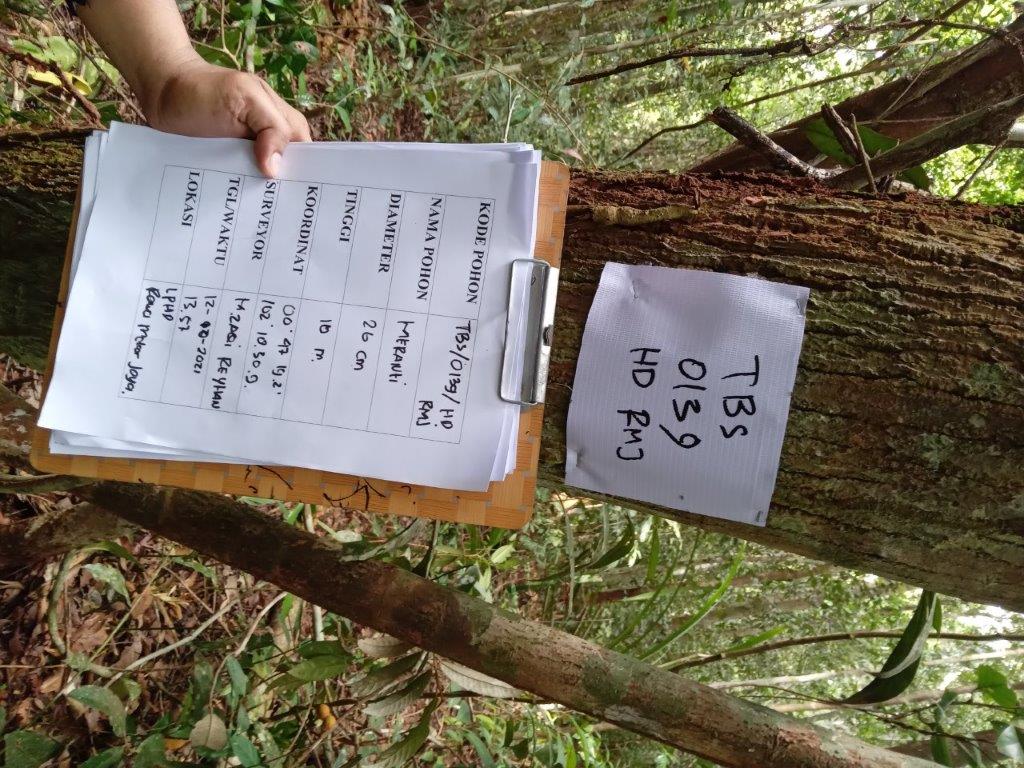 TBS
0139
HD RMJ
KODE POHON TBS/0139/HD
RMJ
NAMA POHON MERANTI
DIAMETER 26 cm
TINGGI 10 m.
KOORDINAT 00° 47' 19.2"
102° 10.30.9.
SURVEYOR M.ZAQI REYHAN
TGL/WAKTU 12-10-2021
13.57
LOKASI LPHD
Rawa Mekar Jaya.